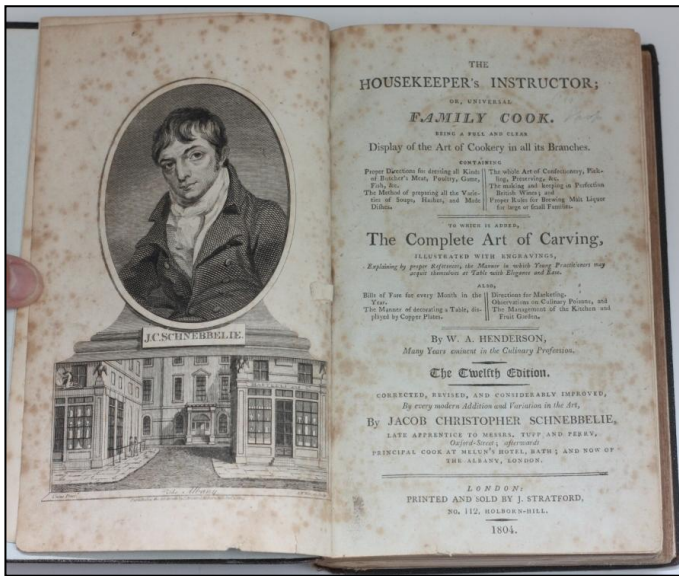 J.C. SCHNEBBELIE.
The Albany
THE
HOUSEKEEPER's INSTRUCTOR;
OR, UNIVERSAL
FAMILY COOK.
BEING A FULL AND CLEAR
Display of the Art of Cookery in all its Branches.
CONTAINING
Proper Directions for dressing all Kinds
of Butcher's Meat, Poultry, Game,
Fish, &c.
The Method of preparing all the Varie-
ties of Soups, Hashes, and Made
Dishes.
The whole Art of Confectionery, Pick-
ling, Preserving, &c.
The making and keeping in Perfection
British Wines; and
Proper Rules for Brewing Malt Liquor
for large or small Families.
TO WHICH IS ADDED,
The Complete Art of Carving,
ILLUSTRATED WITH ENGRAVINGS,
Explaining by proper References, the Manner in which Young Practitioners may
acquit themselves at Table with Elegance and Ease.
ALSO,
Bills of Fare for every Month in the
Year.
The Manner of decorating a Table, dis-
played by Copper Plates.
Directions for Marketing.
Observations on Culinary Poisons, and
The Management of the Kitchen and
Fruit Garden.
By W. A. HENDERSON,
Many Years eminent in the Culinary Profession.
The Twelfth Edition.
CORRECTED, REVISED, AND CONSIDERABLY IMPROVED,
By every modern Addition and Variation in the Art,
By JACOB CHRISTOPHER SCHNEBBELIE,
LATE APPRENTICE TO MESSRS. TUPP AND PERRY,
Oxford-Street; afterwards
PRINCIPAL COOK AT MELUN'S HOTEL, BATH; AND NOW OF
THE ALBANY, LONDON.
LONDON:
PRINTED AND SOLD BY J. STRATFORD,
NO. 112, HOLBORN-HILL.
1804.